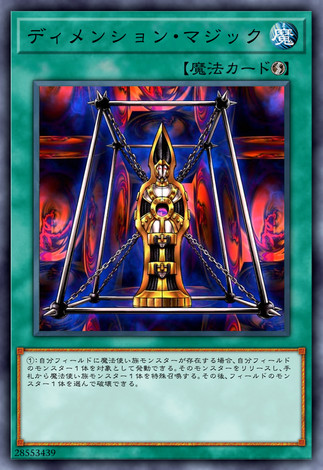 ディメンション・マジック
魔
【魔法カード】
①：自分フィールドに魔法使い族モンスターが存在する場合、自分フィールド
のモンスター１体を対象として発動できる。そのモンスターをリリースし、手
札から魔法使い族モンスター１体を特殊召喚する。その後、フィールドのモン
スター１体を選んで破壊できる。
28553439